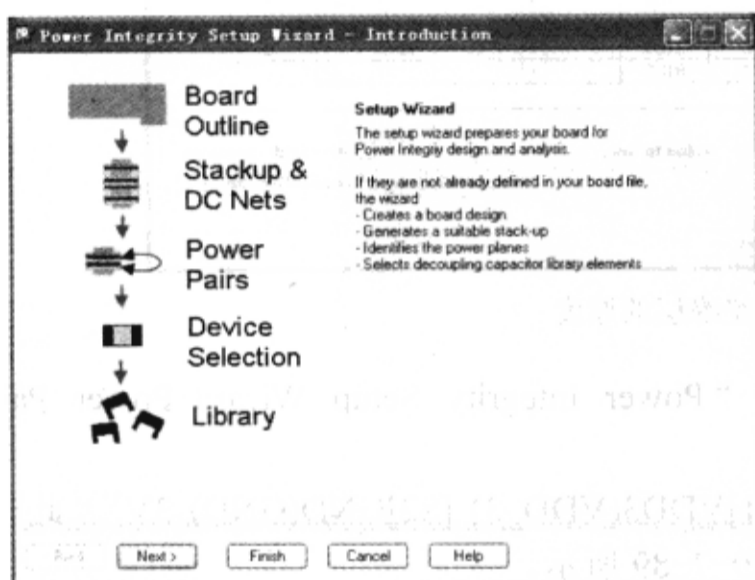 Power Integrity Setup Wizard - Introduction
Board
Outline
Stackup &
DC Nets
Power
Pairs
Device
Selection
Library
Setup Wizard
The setup wizard prepares your board for
Power Integriy design and analysis.
If they are not already defined in your board file,
the wizard
- Creates a board design
- Generates a suitable stack-up
- Identifies the power planes
- Selects decoupling capacitor library elements
Next >
Finish
Cancel
Help